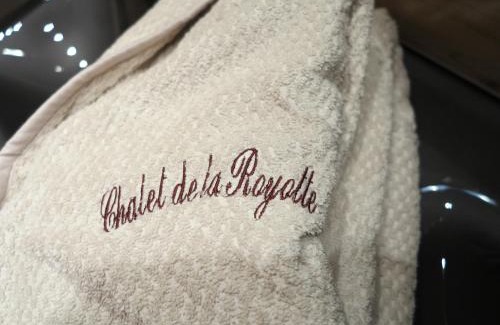 Chalet de la Royotte